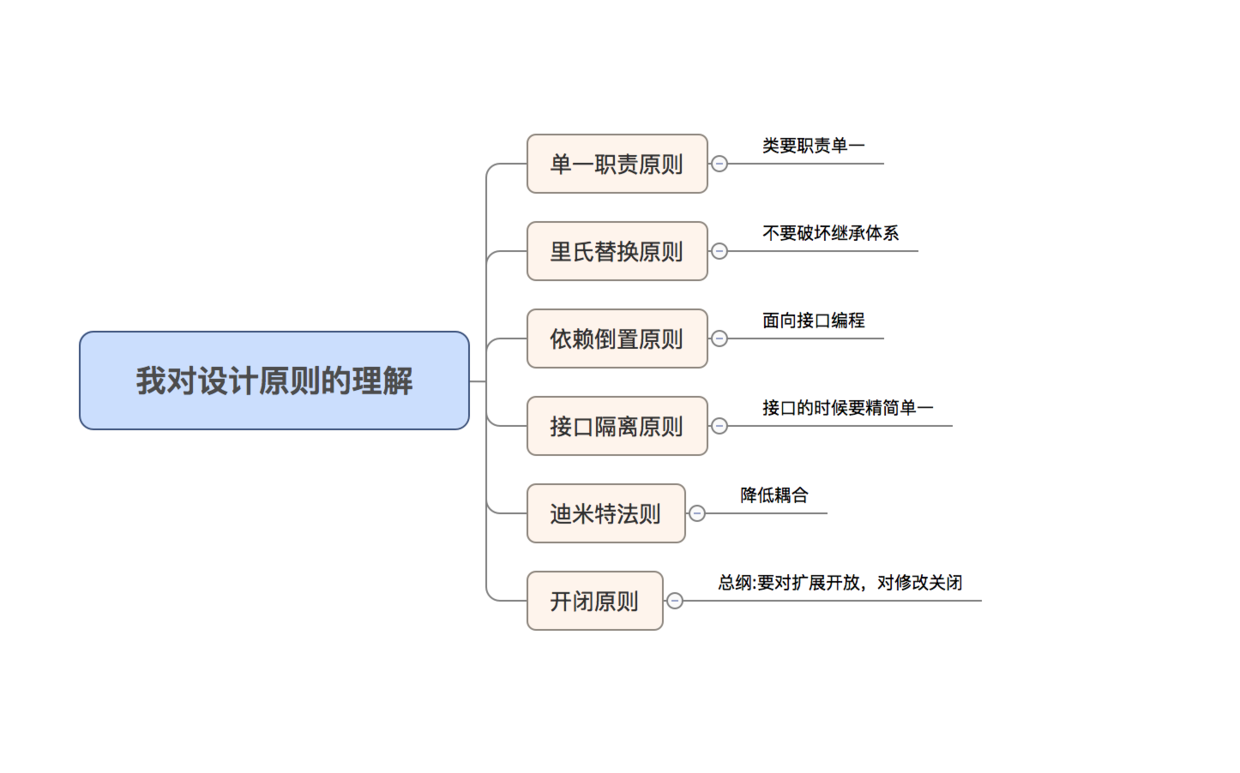 我对设计原则的理解
单一职责原则
类要职责单一
里氏替换原则
不要破坏继承体系
依赖倒置原则
面向接口编程
接口隔离原则
接口的时候要精简单一
迪米特法则
降低耦合
开闭原则
总纲:要对扩展开放，对修改关闭